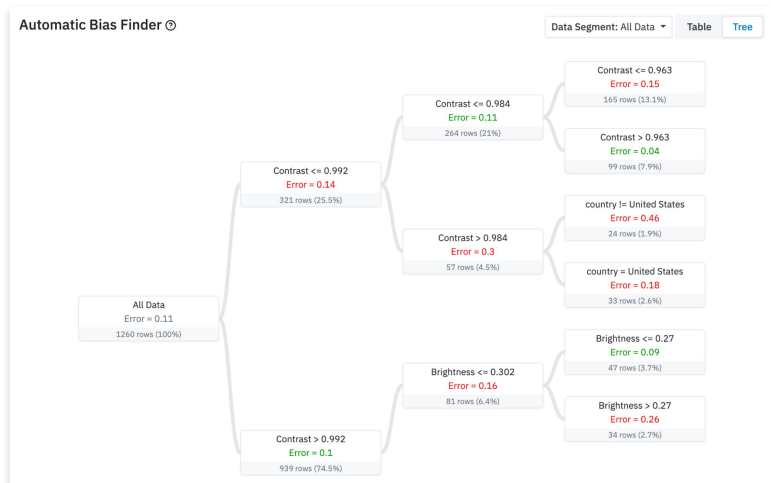 Automatic Bias Finder
Data Segment: All Data
Table
Tree
Contrast <= 0.963
Error = 0.15
165 rows (13.1%)
Contrast <= 0.984
Error = 0.11
264 rows (21%)
Contrast > 0.963
Error = 0.04
99 rows (7.9%)
Contrast <= 0.992
Error = 0.14
321 rows (25.5%)
country != United States
Error = 0.46
24 rows (1.9%)
Contrast > 0.984
Error = 0.3
57 rows (4.5%)
country = United States
Error = 0.18
33 rows (2.6%)
All Data
Error = 0.11
1260 rows (100%)
Brightness <= 0.27
Error = 0.09
47 rows (3.7%)
Brightness <= 0.302
Error = 0.16
81 rows (6.4%)
Brightness > 0.27
Error = 0.26
34 rows (2.7%)
Contrast > 0.992
Error = 0.1
939 rows (74.5%)